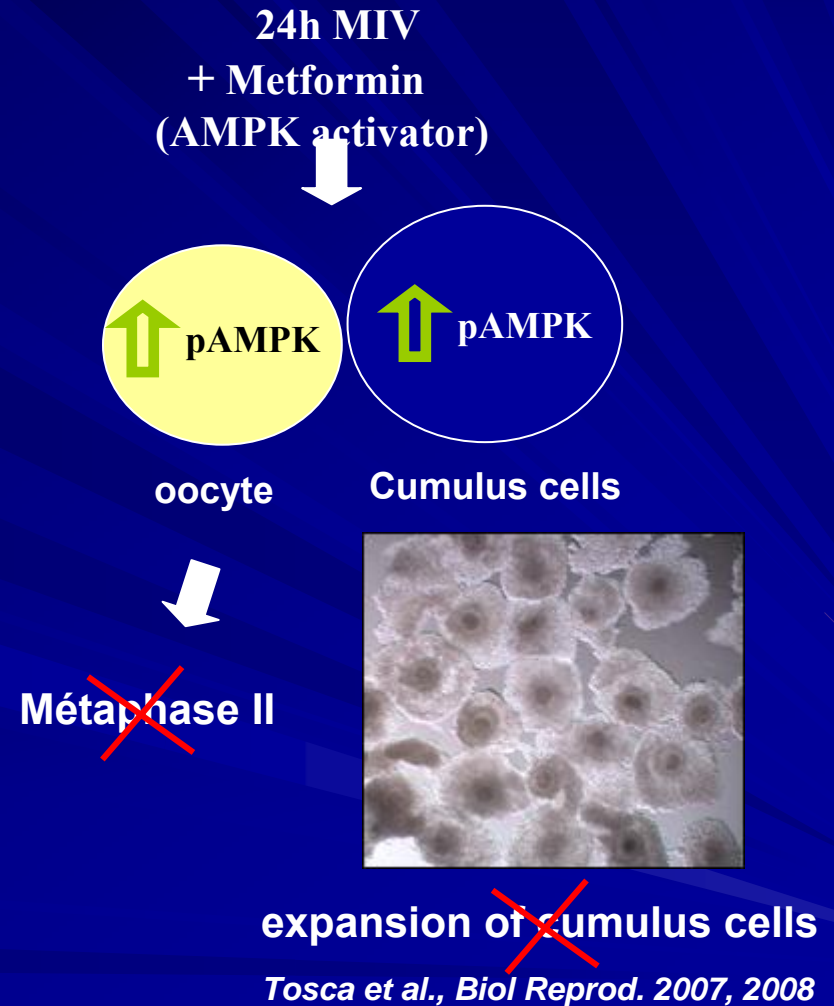 24h MIV
+ Metformin
(AMPK activator)
pAMPK
pAMPK
oocyte
Cumulus cells
Métaphase II
expansion of cumulus cells
Tosca et al., Biol Reprod. 2007, 2008